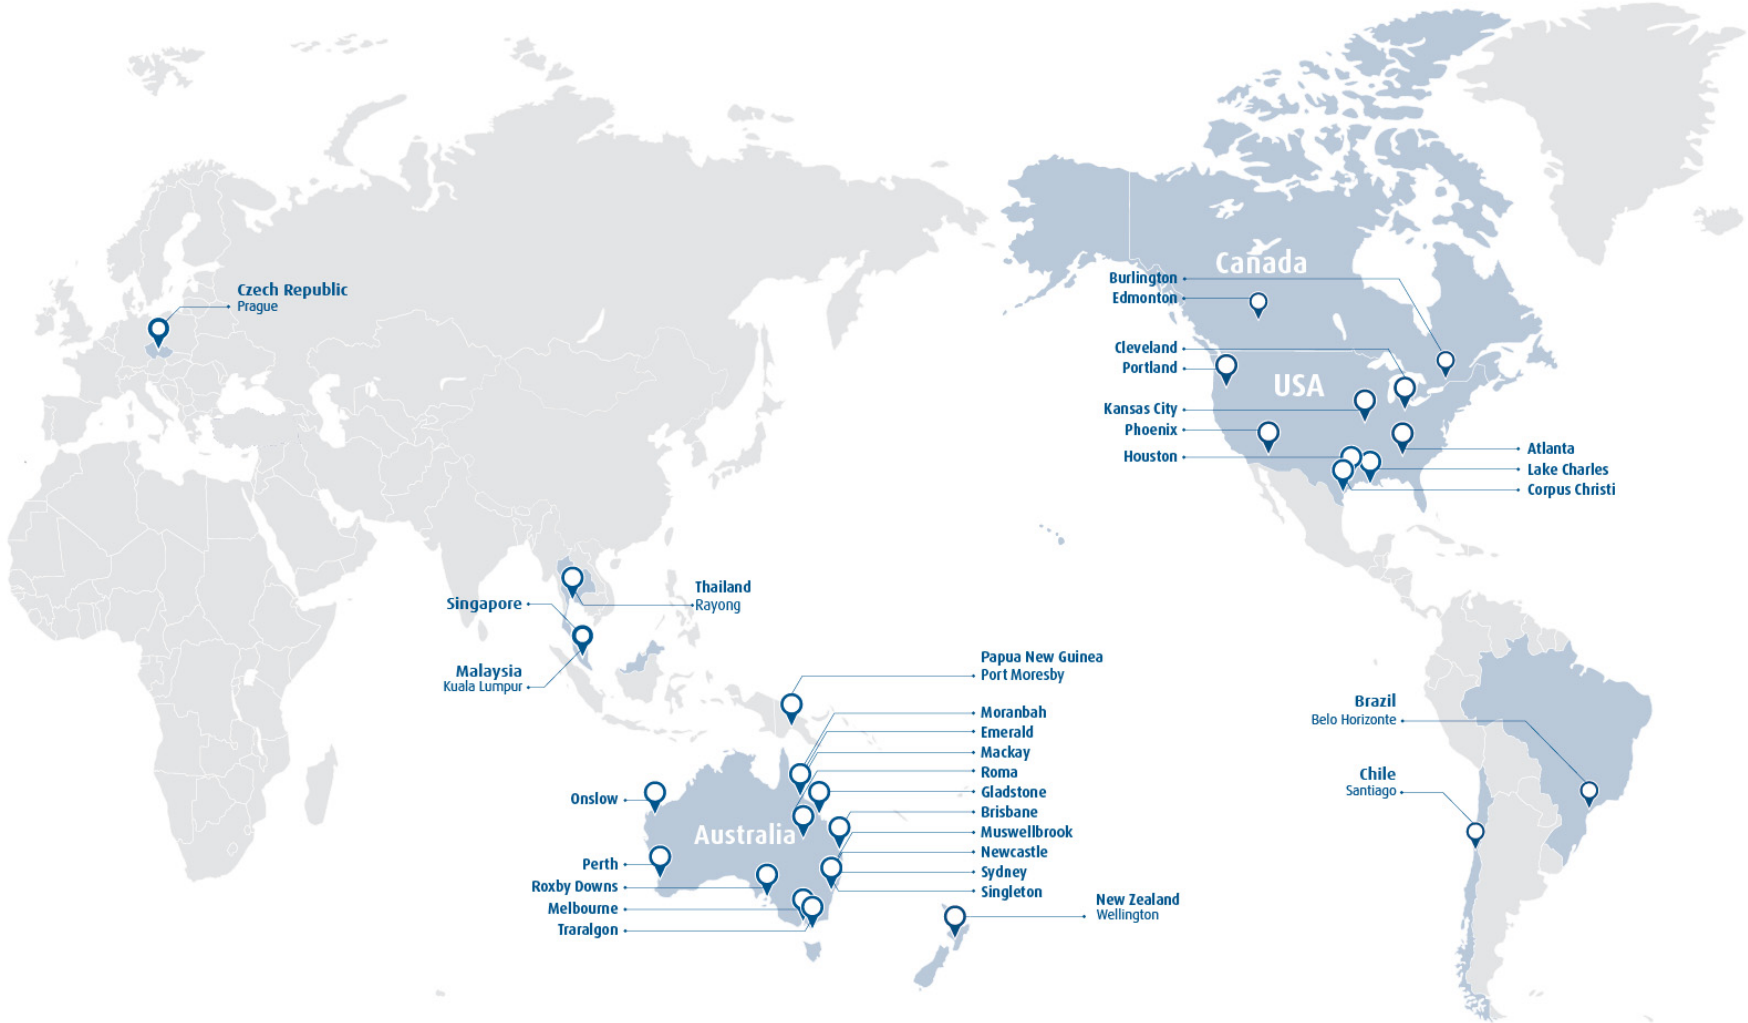 Czech Republic
Prague
Canada
Burlington
Edmonton
Cleveland
Portland
USA
Kansas City
Phoenix
Houston
Atlanta
Lake Charles
Corpus Christi
Thailand
Rayong
Singapore
Malaysia
Kuala Lumpur
Papua New Guinea
Port Moresby
Moranbah
Emerald
Mackay
Roma
Gladstone
Brisbane
Muswellbrook
Newcastle
Sydney
Singleton
Onslow
Australia
Perth
Roxby Downs
Melbourne
Traralgon
New Zealand
Wellington
Brazil
Belo Horizonte
Chile
Santiago